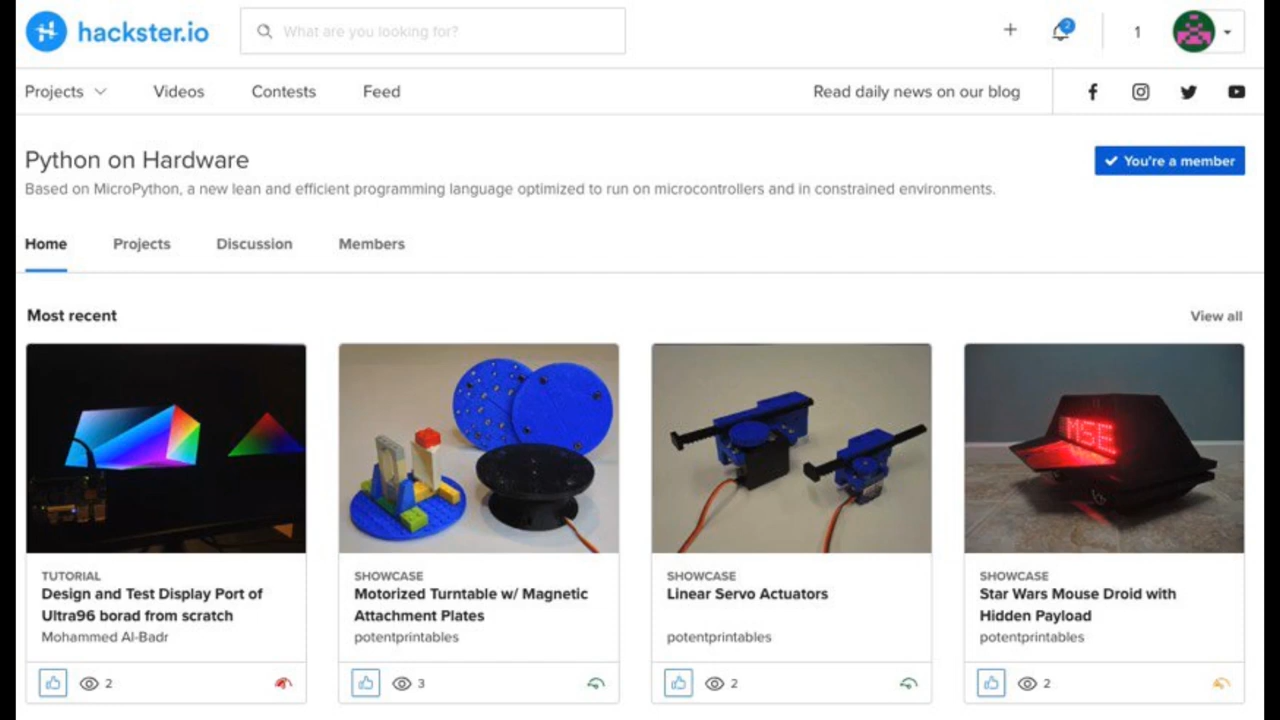 hackster.io
What are you looking for?
2
1
Projects
Videos
Contests
Feed
Read daily news on our blog
Python on Hardware
You're a member
Based on MicroPython, a new lean and efficient programming language optimized to run on microcontrollers and in constrained environments.
Home
Projects
Discussion
Members
Most recent
View all
MSE
TUTORIAL
Design and Test Display Port of
Ultra96 borad from scratch
Mohammed Al-Badr
2
SHOWCASE
Motorized Turntable w/ Magnetic
Attachment Plates
potentprintables
3
SHOWCASE
Linear Servo Actuators
potentprintables
2
SHOWCASE
Star Wars Mouse Droid with
Hidden Payload
potentprintables
2